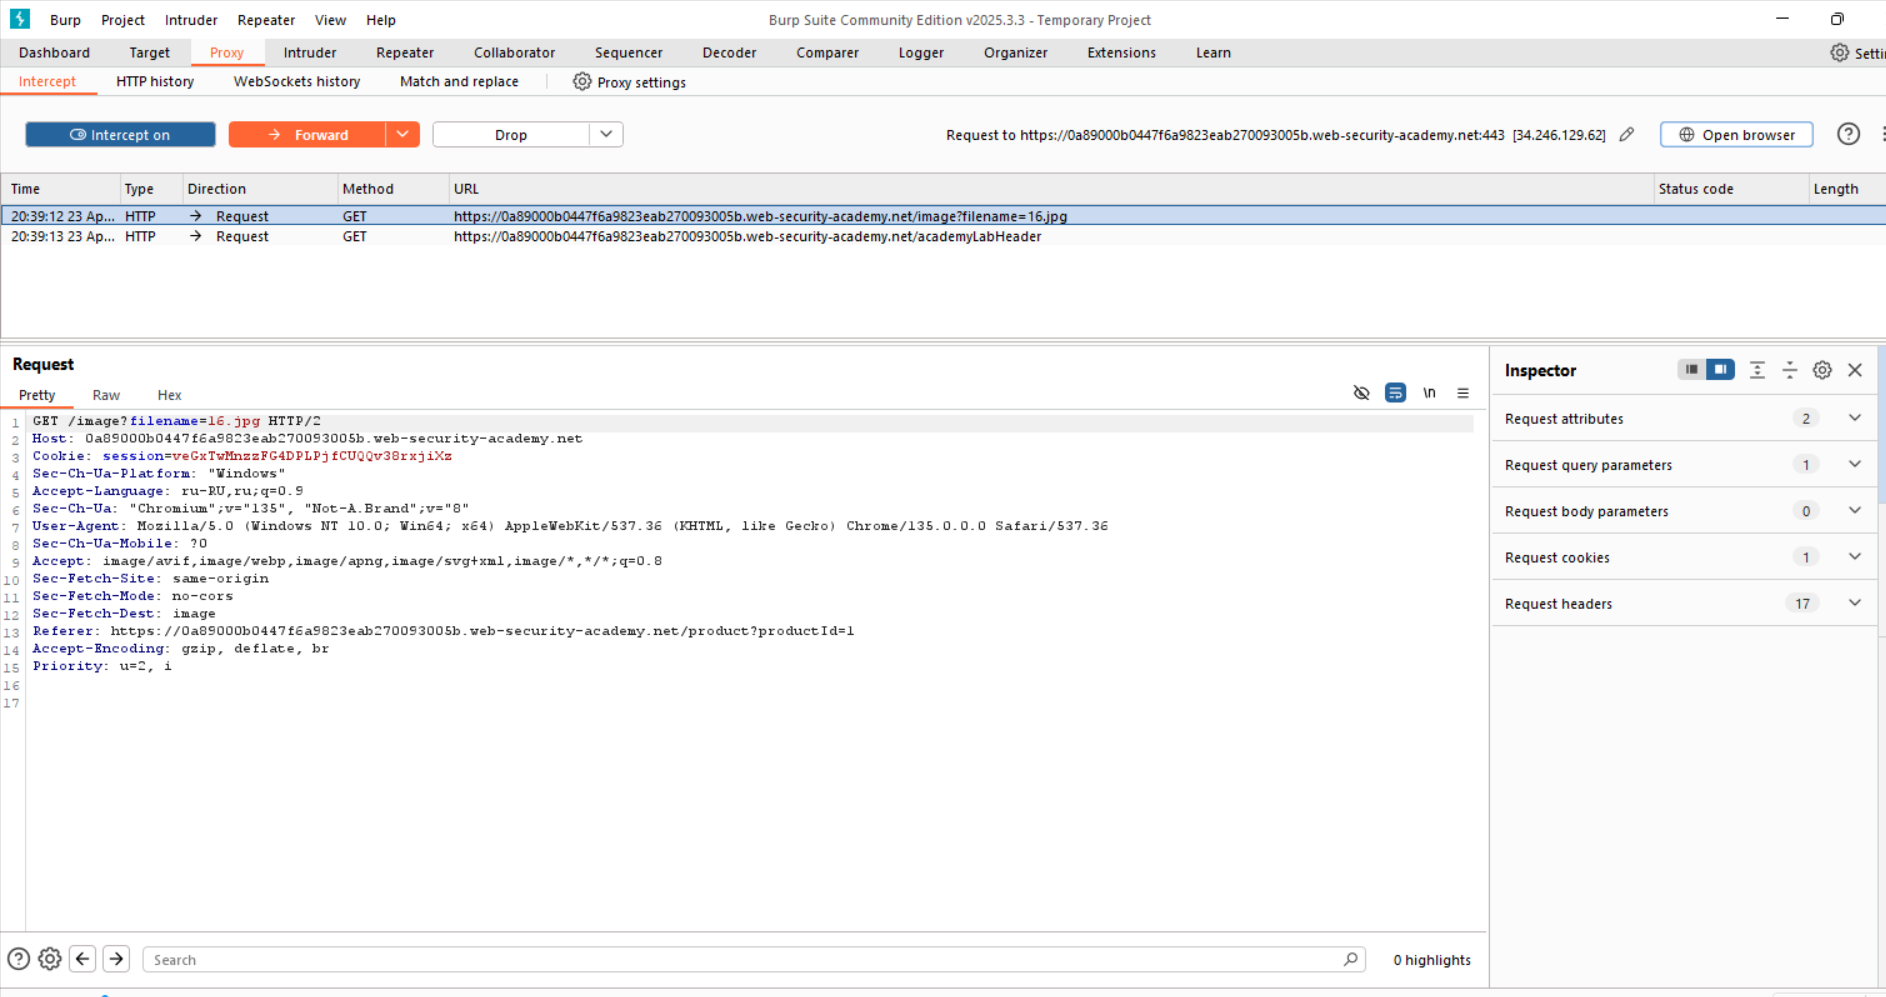 Burp Project Intruder Repeater View Help Burp Suite Community Edition v2025.3.3 - Temporary Project
Dashboard Target Proxy Intruder Repeater Collaborator Sequencer Decoder Comparer Logger Organizer Extensions Learn Setti
Intercept HTTP history WebSockets history Match and replace Proxy settings
Intercept on Forward Drop Request to https://0a89000b0447f6a9823eab270093005b.web-security-academy.net:443 [34.246.129.62] Open browser
Time Type Direction Method URL Status code Length
20:39:12 23 Ap... HTTP → Request GET https://0a89000b0447f6a9823eab270093005b.web-security-academy.net/image?filename=16.jpg
20:39:13 23 Ap... HTTP → Request GET https://0a89000b0447f6a9823eab270093005b.web-security-academy.net/academyLabHeader
Request
Pretty Raw Hex \n
1 GET /image?filename=16.jpg HTTP/2
2 Host: 0a89000b0447f6a9823eab270093005b.web-security-academy.net
3 Cookie: session=veGxTwMnzzFG4DPLPjfCUQQv38rxjiXz
4 Sec-Ch-Ua-Platform: "Windows"
5 Accept-Language: ru-RU,ru;q=0.9
6 Sec-Ch-Ua: "Chromium";v="135", "Not-A.Brand";v="8"
7 User-Agent: Mozilla/5.0 (Windows NT 10.0; Win64; x64) AppleWebKit/537.36 (KHTML, like Gecko) Chrome/135.0.0.0 Safari/537.36
8 Sec-Ch-Ua-Mobile: ?0
9 Accept: image/avif,image/webp,image/apng,image/svg+xml,image/*,*/*;q=0.8
10 Sec-Fetch-Site: same-origin
11 Sec-Fetch-Mode: no-cors
12 Sec-Fetch-Dest: image
13 Referer: https://0a89000b0447f6a9823eab270093005b.web-security-academy.net/product?productId=1
14 Accept-Encoding: gzip, deflate, br
15 Priority: u=2, i
16
17
Inspector
Request attributes 2
Request query parameters 1
Request body parameters 0
Request cookies 1
Request headers 17
Search 0 highlights